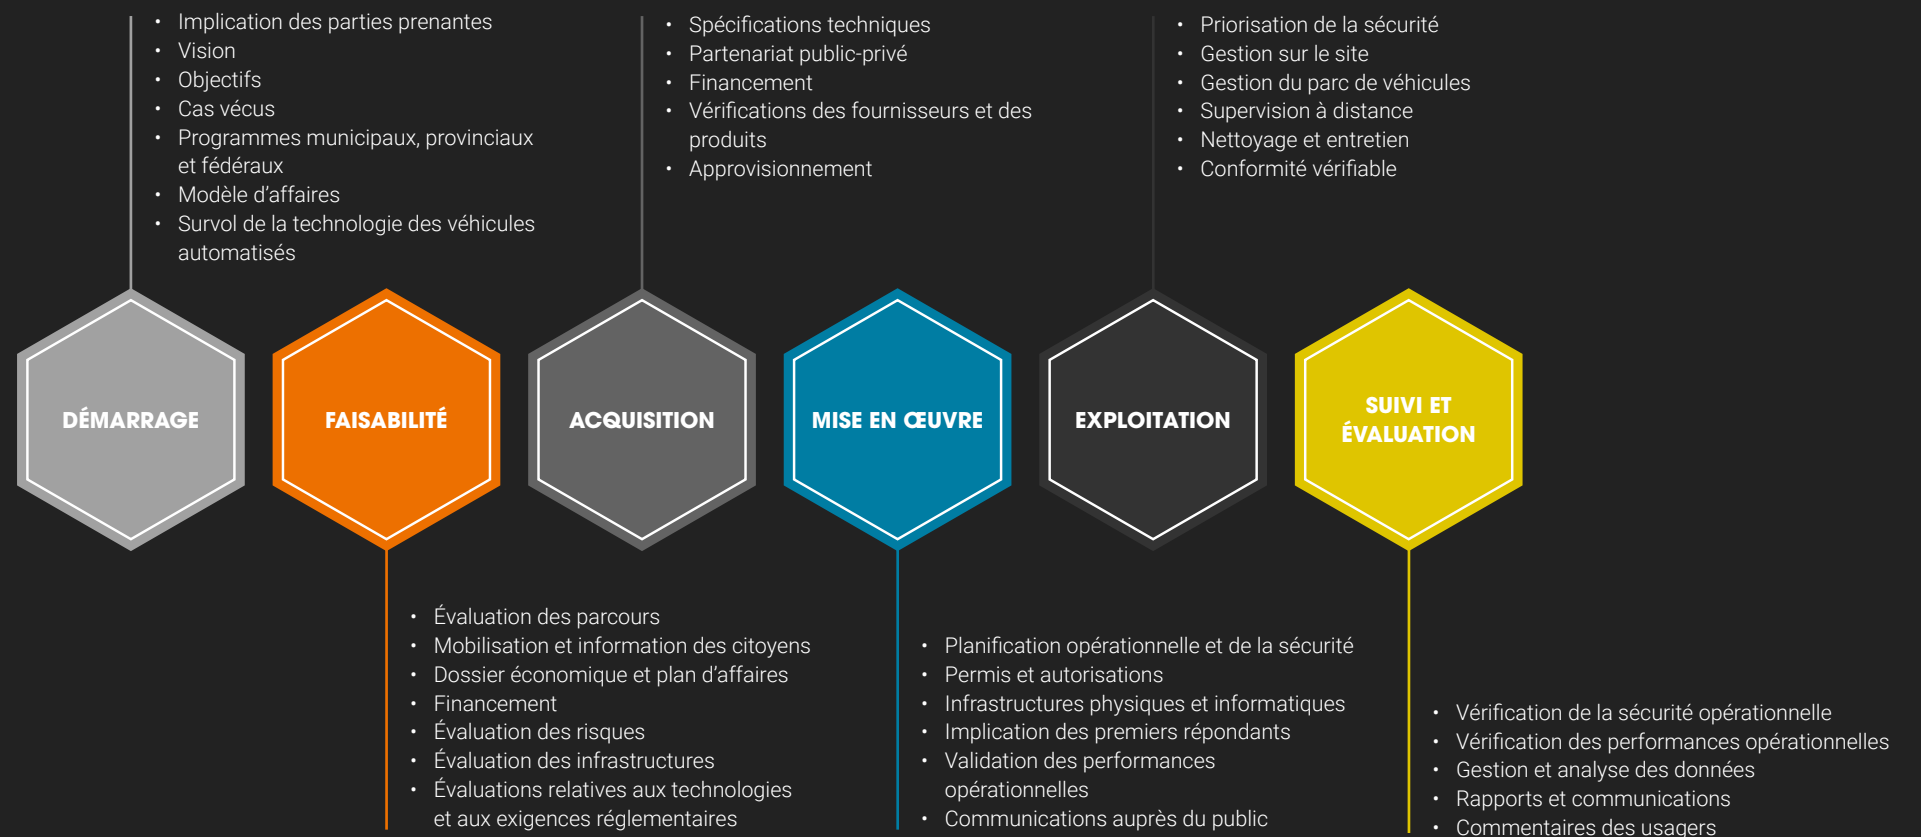 • Implication des parties prenantes
• Vision
• Objectifs
• Cas vécus
• Programmes municipaux, provinciaux
et fédéraux
• Modèle d’affaires
• Survol de la technologie des véhicules
automatisés
• Spécifications techniques
• Partenariat public-privé
• Financement
• Vérifications des fournisseurs et des
produits
• Approvisionnement
• Priorisation de la sécurité
• Gestion sur le site
• Gestion du parc de véhicules
• Supervision à distance
• Nettoyage et entretien
• Conformité vérifiable
DÉMARRAGE
FAISABILITÉ
ACQUISITION
MISE EN ŒUVRE
EXPLOITATION
SUIVI ET
ÉVALUATION
• Évaluation des parcours
• Mobilisation et information des citoyens
• Dossier économique et plan d’affaires
• Financement
• Évaluation des risques
• Évaluation des infrastructures
• Évaluations relatives aux technologies
et aux exigences réglementaires
• Planification opérationnelle et de la sécurité
• Permis et autorisations
• Infrastructures physiques et informatiques
• Implication des premiers répondants
• Validation des performances
opérationnelles
• Communications auprès du public
• Vérification de la sécurité opérationnelle
• Vérification des performances opérationnelles
• Gestion et analyse des données
• Rapports et communications
• Commentaires des usagers